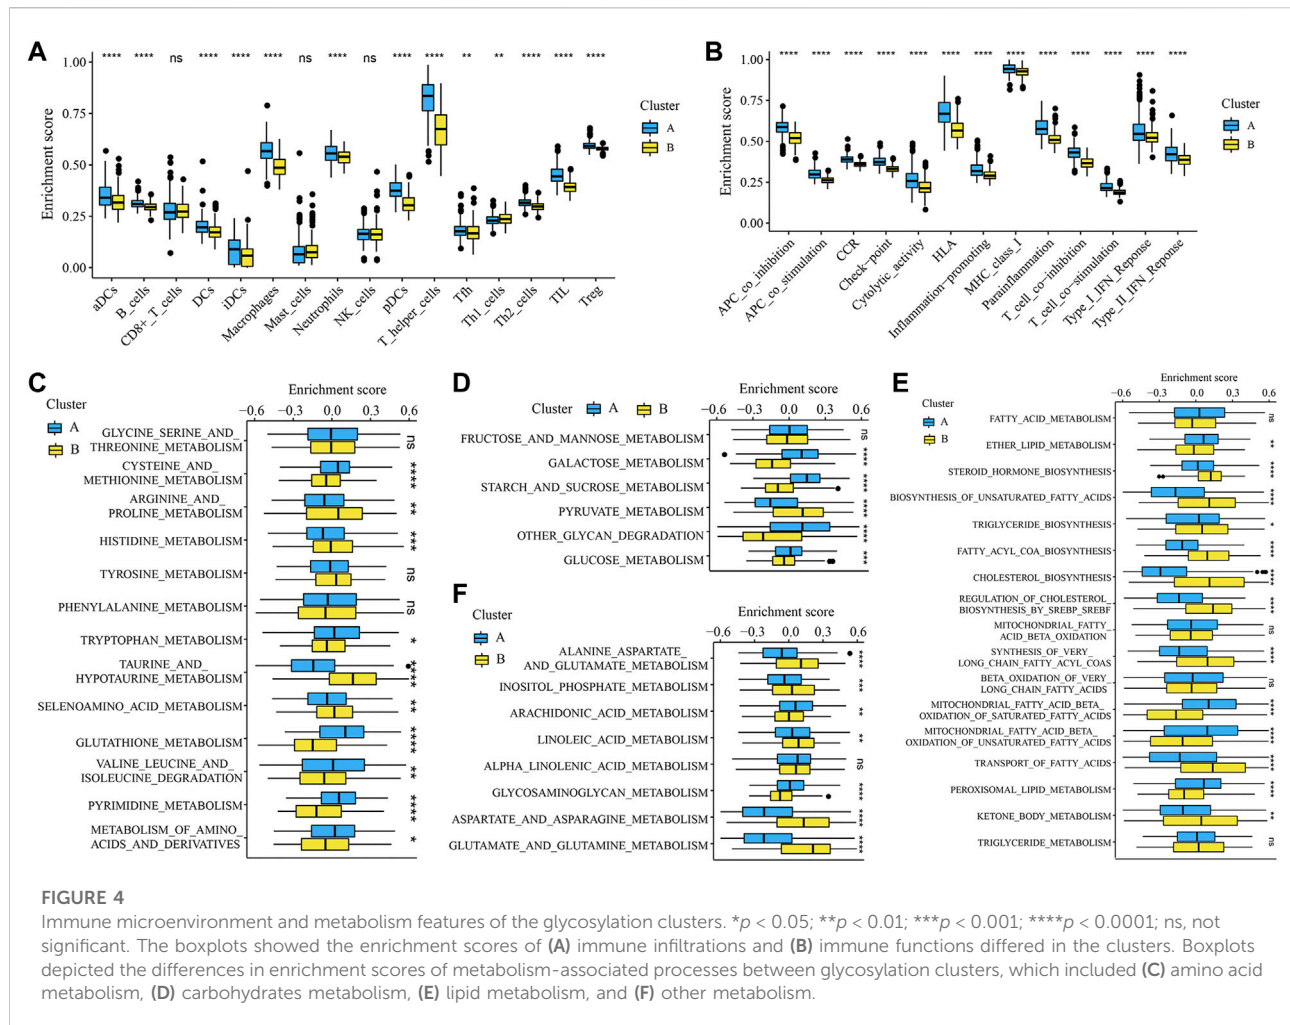 A
**** **** ns **** **** **** ns **** ns **** **** ** ** **** **** ****
Enrichment score
1.00
0.75
0.50
0.25
0.00
Cluster
A
B
aDCs
B_cells
CD8+_T_cells
DCs
iDCs
Macrophages
Mast_cells
Neutrophils
NK_cells
pDCs
T_helper_cells
Tfh
Th1_cells
Th2_cells
TIL
Treg
B
**** **** **** **** **** **** **** **** **** **** **** **** ****
Enrichment score
1.00
0.75
0.50
0.25
0.00
Cluster
A
B
APC_co_inhibition
APC_co_stimulation
CCR
Check-point
Cytolytic_activity
HLA
Inflammation-promoting
MHC_class_I
Parainflammation
T_cell_co-inhibition
T_cell_co-stimulation
Type_I_IFN_Reponse
Type_II_IFN_Reponse
C
Enrichment score
Cluster
A
B
−0.6 −0.3 0.0 0.3 0.6
GLYCINE_SERINE_AND_
THREONINE_METABOLISM
ns
CYSTEINE_AND_
METHIONINE_METABOLISM
****
ARGININE_AND_
PROLINE_METABOLISM
**
HISTIDINE_METABOLISM
***
TYROSINE_METABOLISM
ns
PHENYLALANINE_METABOLISM
ns
TRYPTOPHAN_METABOLISM
*
TAURINE_AND_
HYPOTAURINE_METABOLISM
****
SELENOAMINO_ACID_METABOLISM
**
GLUTATHIONE_METABOLISM
****
VALINE_LEUCINE_AND_
ISOLEUCINE_DEGRADATION
**
PYRIMIDINE_METABOLISM
****
METABOLISM_OF_AMINO_
ACIDS_AND_DERIVATIVES
*
D
Enrichment score
Cluster A B
−0.6 −0.3 0.0 0.3 0.6
FRUCTOSE_AND_MANNOSE_METABOLISM
ns
GALACTOSE_METABOLISM
****
STARCH_AND_SUCROSE_METABOLISM
****
PYRUVATE_METABOLISM
****
OTHER_GLYCAN_DEGRADATION
****
GLUCOSE_METABOLISM
***
F
Enrichment score
Cluster
A
B
−0.6 −0.3 0.0 0.3 0.6
ALANINE_ASPARTATE_
AND_GLUTAMATE_METABOLISM
****
INOSITOL_PHOSPHATE_METABOLISM
***
ARACHIDONIC_ACID_METABOLISM
**
LINOLEIC_ACID_METABOLISM
**
ALPHA_LINOLENIC_ACID_METABOLISM
ns
GLYCOSAMINOGLYCAN_METABOLISM
****
ASPARTATE_AND_ASPARAGINE_METABOLISM
****
GLUTAMATE_AND_GLUTAMINE_METABOLISM
****
E
Enrichment score
Cluster
A
B
−0.6 −0.3 0.0 0.3 0.6
FATTY_ACID_METABOLISM
ns
ETHER_LIPID_METABOLISM
**
STEROID_HORMONE_BIOSYNTHESIS
****
BIOSYNTHESIS_OF_UNSATURATED_FATTY_ACIDS
****
TRIGLYCERIDE_BIOSYNTHESIS
*
FATTY_ACYL_COA_BIOSYNTHESIS
****
CHOLESTEROL_BIOSYNTHESIS
****
REGULATION_OF_CHOLESTEROL_
BIOSYNTHESIS_BY_SREBP_SREBF
****
MITOCHONDRIAL_FATTY_
ACID_BETA_OXIDATION
ns
SYNTHESIS_OF_VERY_
LONG_CHAIN_FATTY_ACYL_COAS
****
BETA_OXIDATION_OF_VERY_
LONG_CHAIN_FATTY_ACIDS
ns
MITOCHONDRIAL_FATTY_ACID_BETA_
OXIDATION_OF_SATURATED_FATTY_ACIDS
****
MITOCHONDRIAL_FATTY_ACID_BETA_
OXIDATION_OF_UNSATURATED_FATTY_ACIDS
****
TRANSPORT_OF_FATTY_ACIDS
****
PEROXISOMAL_LIPID_METABOLISM
****
KETONE_BODY_METABOLISM
**
TRIGLYCERIDE_METABOLISM
ns
FIGURE 4
Immune microenvironment and metabolism features of the glycosylation clusters. *p < 0.05; **p < 0.01; ***p < 0.001; ****p < 0.0001; ns, not
significant. The boxplots showed the enrichment scores of (A) immune infiltrations and (B) immune functions differed in the clusters. Boxplots
depicted the differences in enrichment scores of metabolism-associated processes between glycosylation clusters, which included (C) amino acid
metabolism, (D) carbohydrates metabolism, (E) lipid metabolism, and (F) other metabolism.